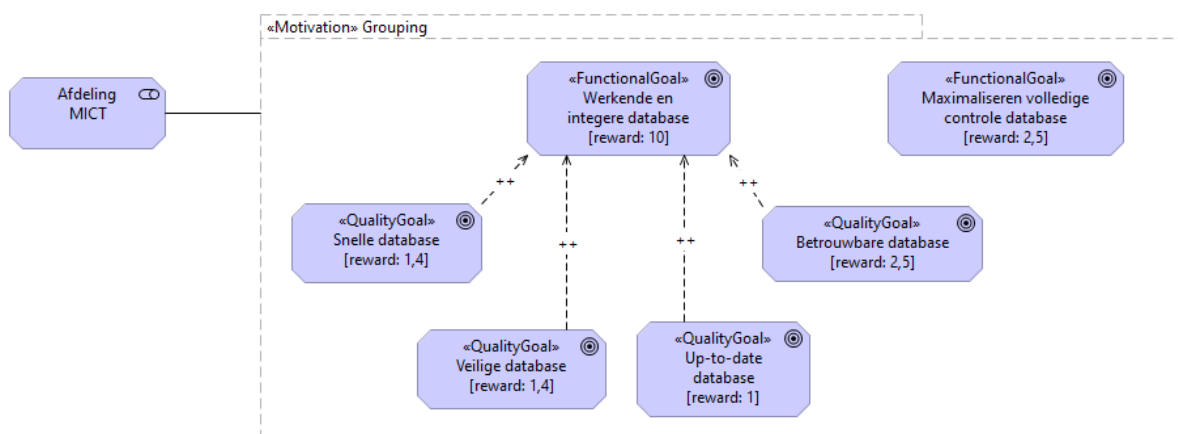 «Motivation» Grouping
Afdeling
MICT
«FunctionalGoal»
Werkende en
integere database
[reward: 10]
«FunctionalGoal»
Maximaliseren volledige
controle database
[reward: 2,5]
++
++
++
++
«QualityGoal»
Snelle database
[reward: 1,4]
«QualityGoal»
Betrouwbare database
[reward: 2,5]
«QualityGoal»
Veilige database
[reward: 1,4]
«QualityGoal»
Up-to-date
database
[reward: 1]